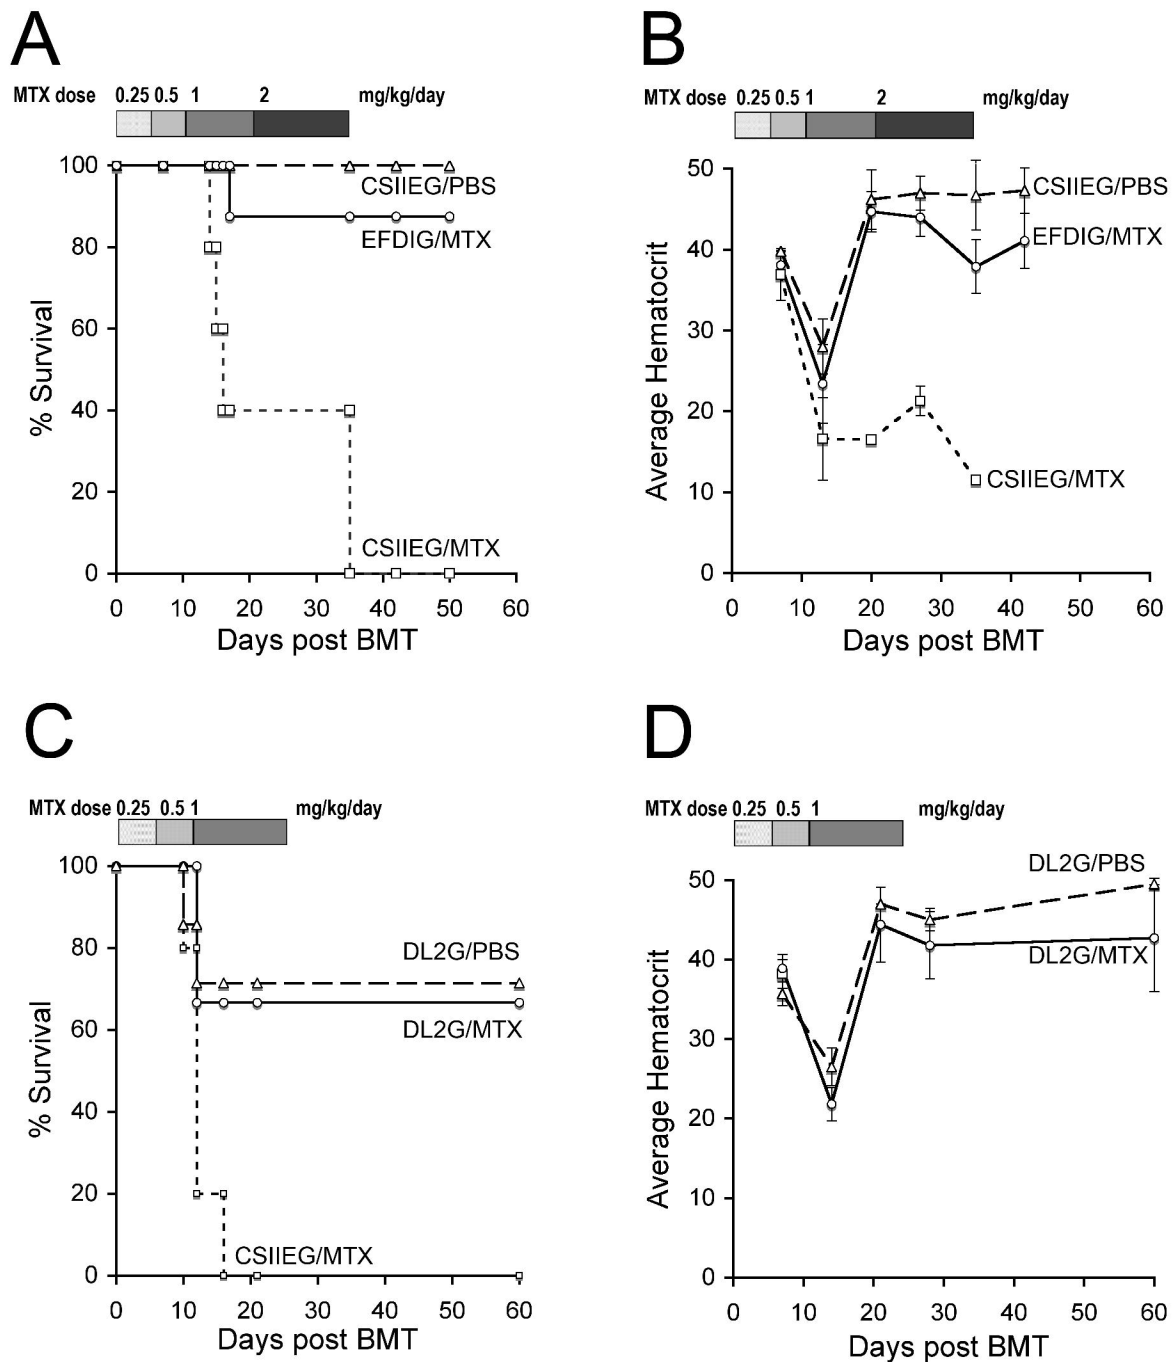 A
MTX dose 0.25 0.5 1 2 mg/kg/day
100
80
60
40
20
0
% Survival
CSIIEG/PBS
EFDIG/MTX
CSIIEG/MTX
0 10 20 30 40 50 60
Days post BMT
B
MTX dose 0.25 0.5 1 2 mg/kg/day
50
40
30
20
10
0
Average Hematocrit
CSIIEG/PBS
EFDIG/MTX
CSIIEG/MTX
0 10 20 30 40 50 60
Days post BMT
C
MTX dose 0.25 0.5 1 mg/kg/day
100
80
60
40
20
0
% Survival
DL2G/PBS
DL2G/MTX
CSIIEG/MTX
0 10 20 30 40 50 60
Days post BMT
D
MTX dose 0.25 0.5 1 mg/kg/day
50
40
30
20
10
0
Average Hematocrit
DL2G/PBS
DL2G/MTX
0 10 20 30 40 50 60
Days post BMT